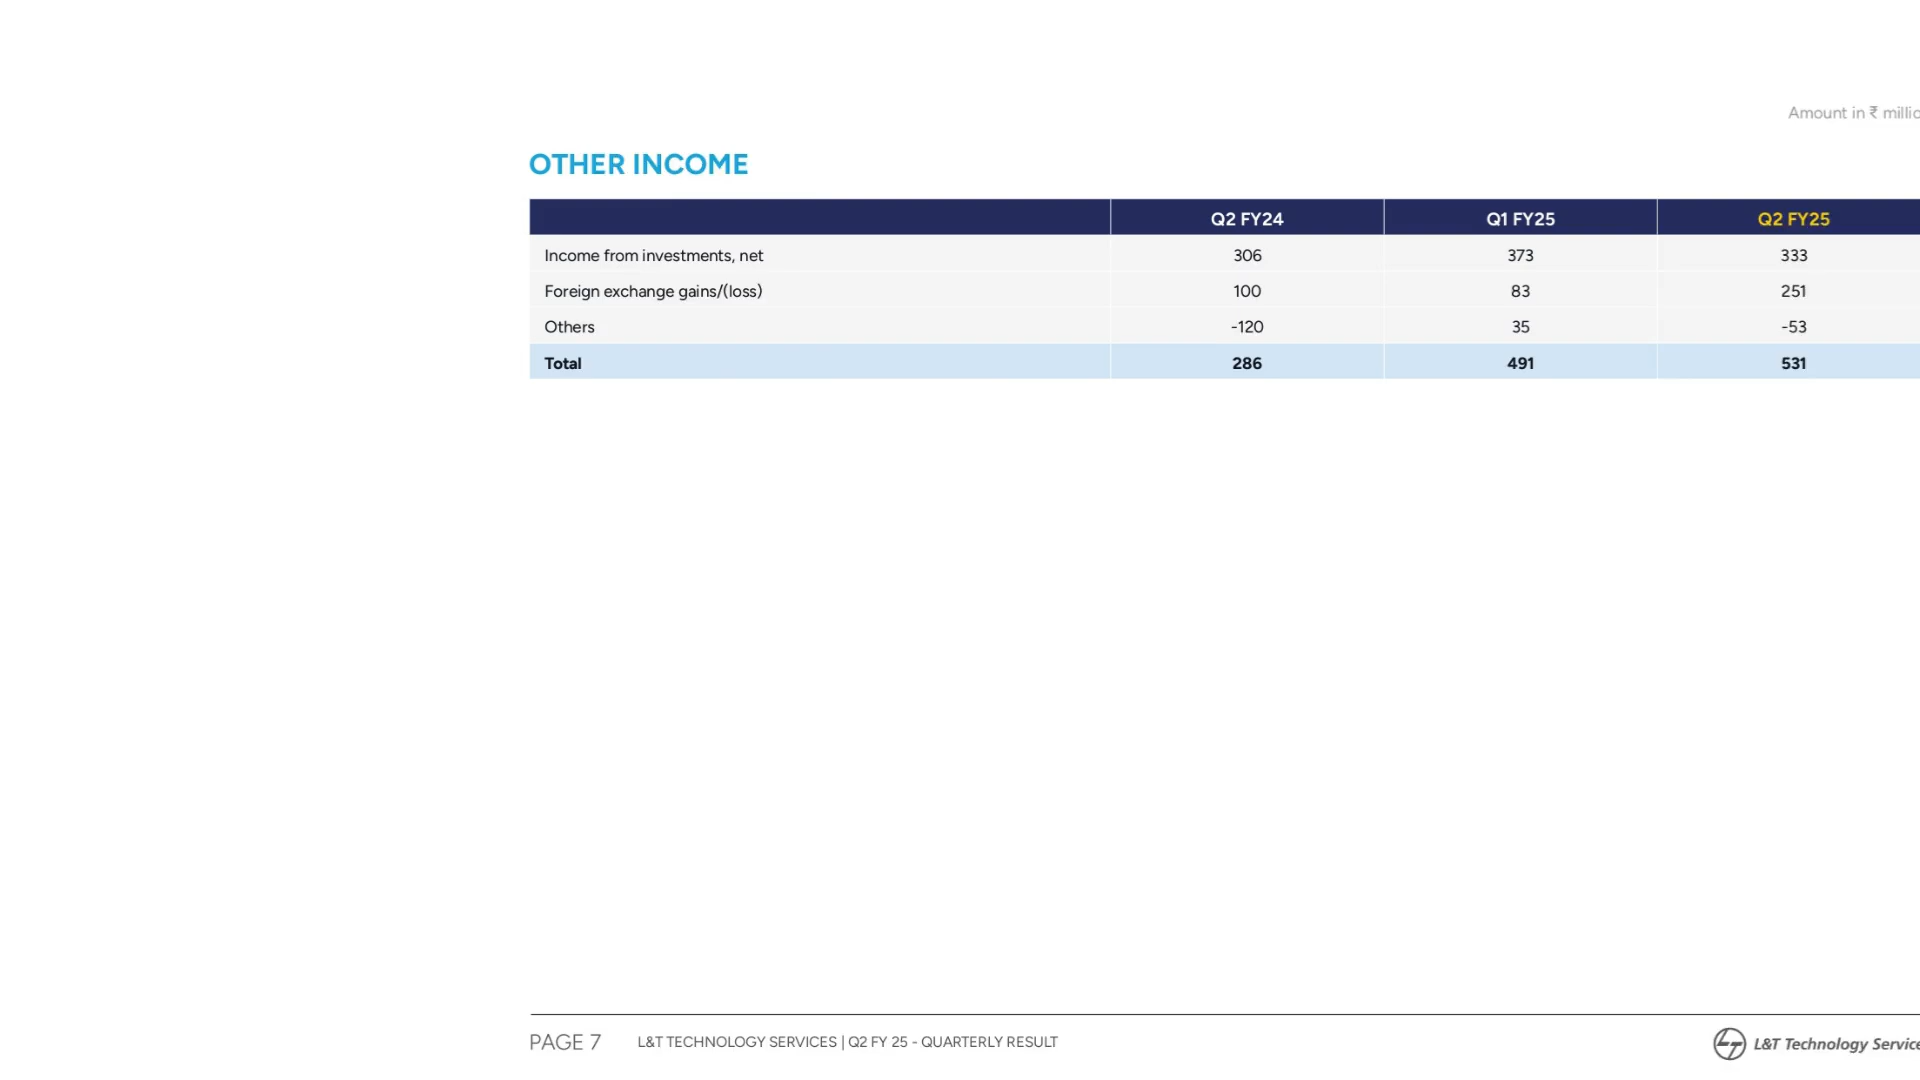 Amount in ₹ millio
OTHER INCOME
Q2 FY24 Q1 FY25 Q2 FY25
Income from investments, net 306 373 333
Foreign exchange gains/(loss) 100 83 251
Others -120 35 -53
Total 286 491 531
PAGE 7 L&T TECHNOLOGY SERVICES | Q2 FY 25 - QUARTERLY RESULT L&T Technology Service